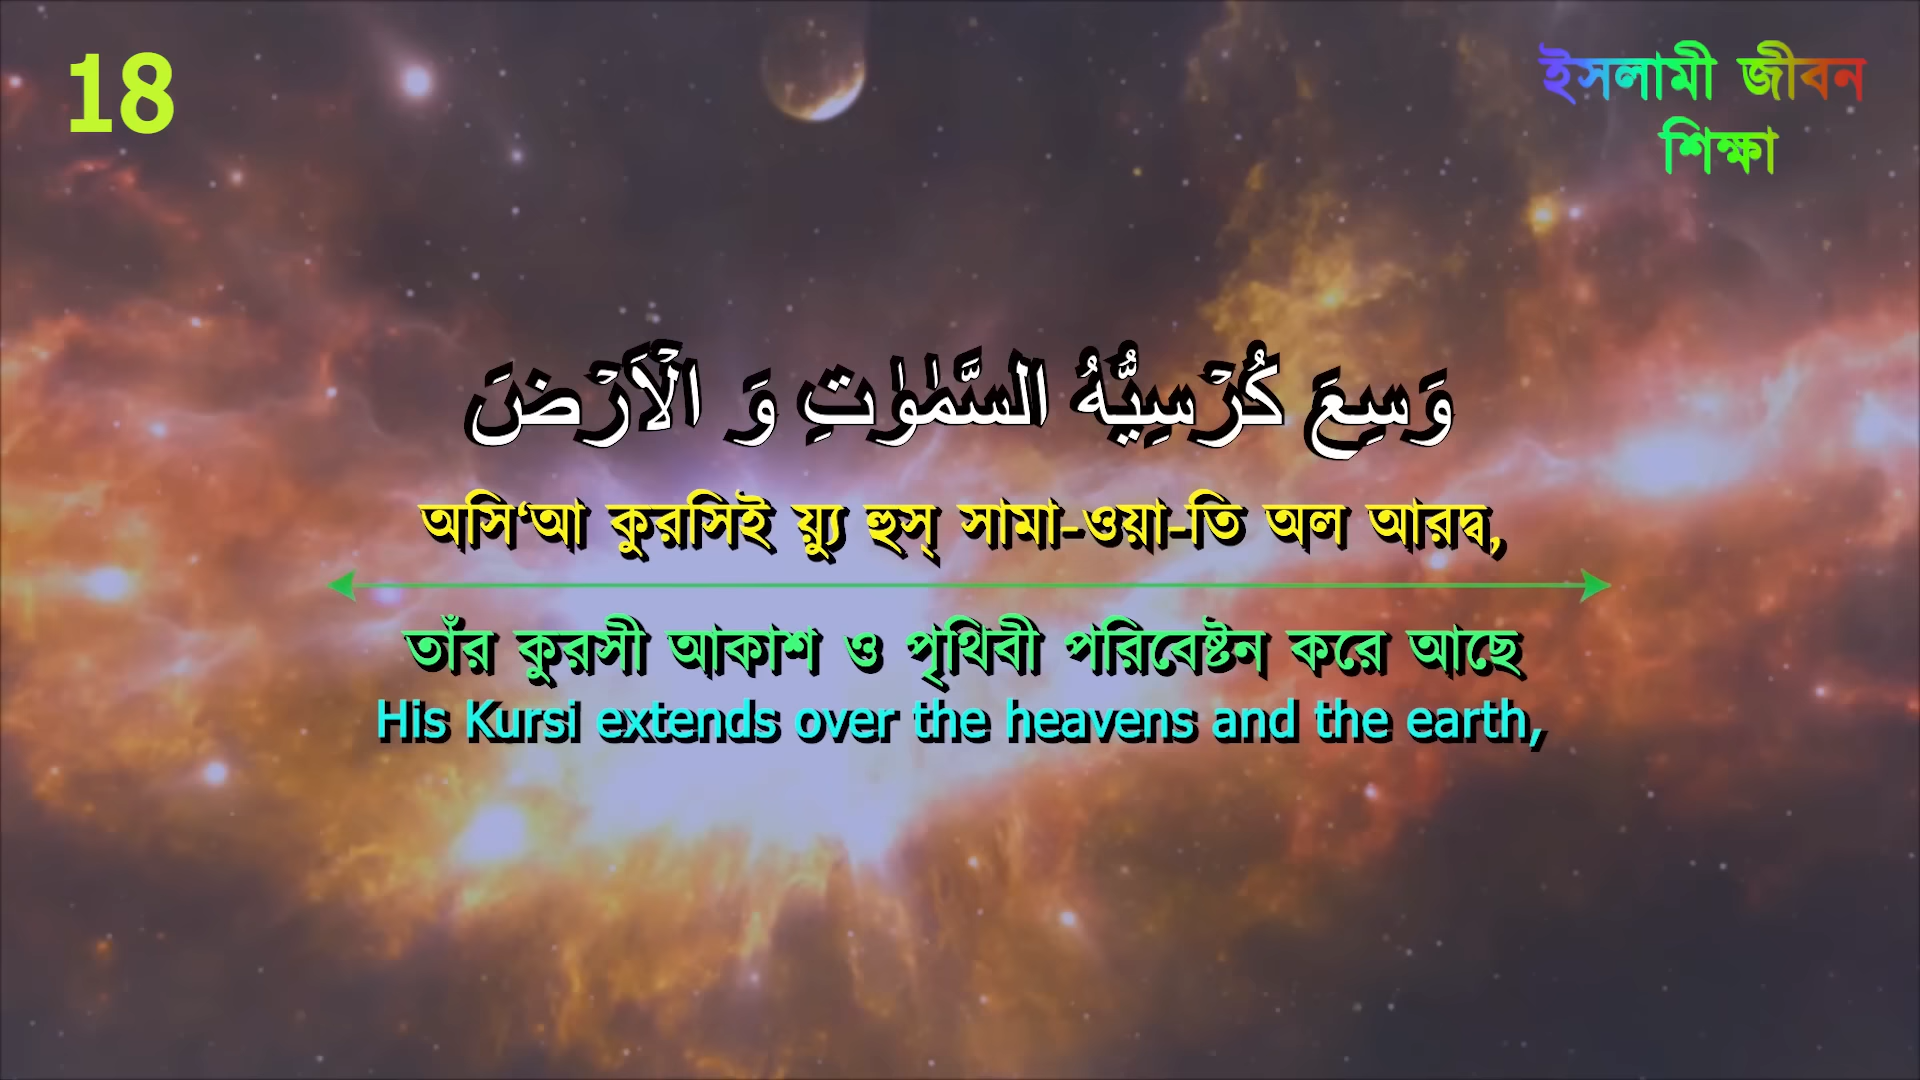 18
ইসলামী জীবন
শিক্ষা
وَسِعَ كُرْسِيُّهُ السَّمٰوٰتِ وَ الْاَرْضَ
অসি‘আ কুরসিই য়্যু হুস্ সামা-ওয়া-তি অল আরদ্ব,
তাঁর কুরসী আকাশ ও পৃথিবী পরিবেষ্টন করে আছে
His Kursi extends over the heavens and the earth,